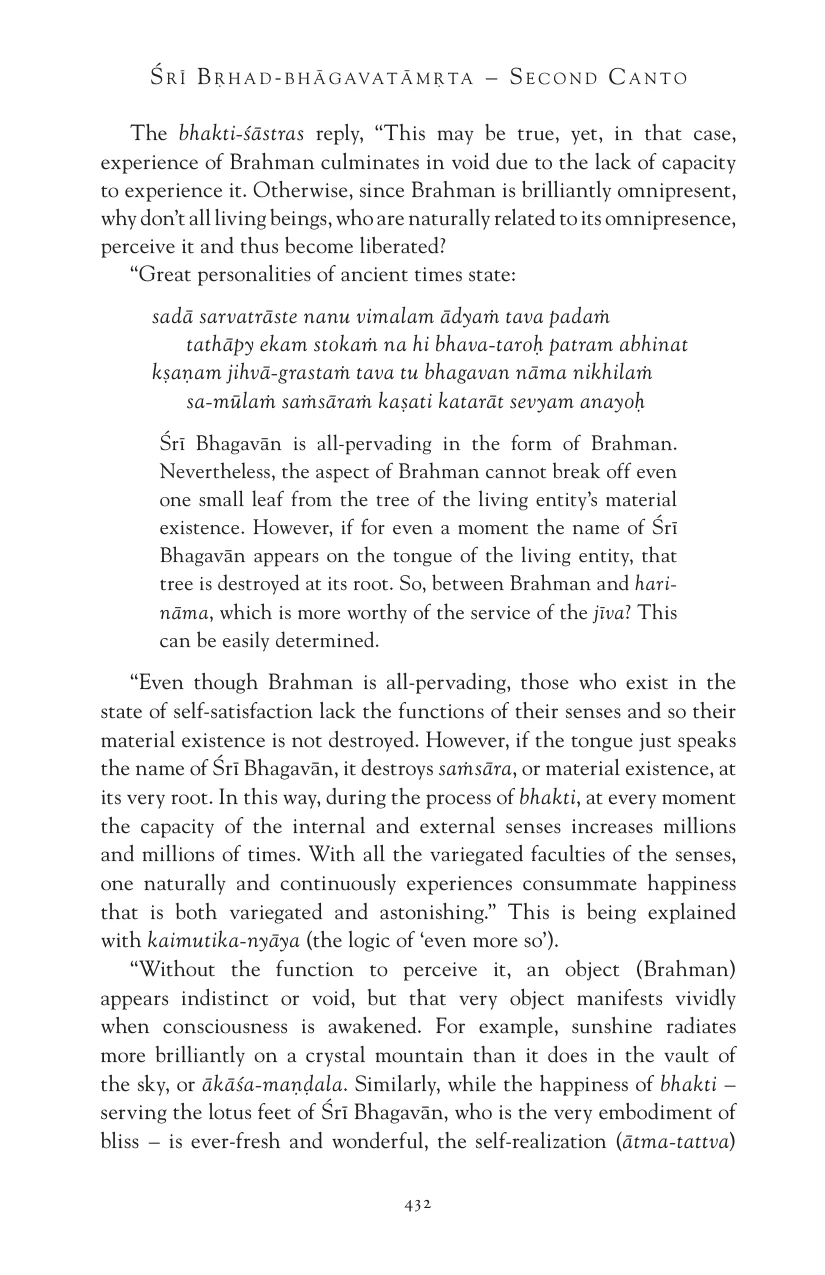 Śrī Bṛhad-bhāgavatāmṛta – Second Canto
The bhakti-śāstras reply, “This may be true, yet, in that case,
experience of Brahman culminates in void due to the lack of capacity
to experience it. Otherwise, since Brahman is brilliantly omnipresent,
why don’t all living beings, who are naturally related to its omnipresence,
perceive it and thus become liberated?
“Great personalities of ancient times state:
sadā sarvatrāste nanu vimalam ādyaṁ tava padaṁ
tathāpy ekam stokaṁ na hi bhava-taroḥ patram abhinat
kṣaṇam jihvā-grastaṁ tava tu bhagavan nāma nikhilaṁ
sa-mūlaṁ saṁsāraṁ kaṣati katarāt sevyam anayoḥ
Śrī Bhagavān is all-pervading in the form of Brahman.
Nevertheless, the aspect of Brahman cannot break off even
one small leaf from the tree of the living entity’s material
existence. However, if for even a moment the name of Śrī
Bhagavān appears on the tongue of the living entity, that
tree is destroyed at its root. So, between Brahman and hari-
nāma, which is more worthy of the service of the jīva? This
can be easily determined.
“Even though Brahman is all-pervading, those who exist in the
state of self-satisfaction lack the functions of their senses and so their
material existence is not destroyed. However, if the tongue just speaks
the name of Śrī Bhagavān, it destroys saṁsāra, or material existence, at
its very root. In this way, during the process of bhakti, at every moment
the capacity of the internal and external senses increases millions
and millions of times. With all the variegated faculties of the senses,
one naturally and continuously experiences consummate happiness
that is both variegated and astonishing.” This is being explained
with kaimutika-nyāya (the logic of ‘even more so’).
“Without the function to perceive it, an object (Brahman)
appears indistinct or void, but that very object manifests vividly
when consciousness is awakened. For example, sunshine radiates
more brilliantly on a crystal mountain than it does in the vault of
the sky, or ākāśa-maṇḍala. Similarly, while the happiness of bhakti –
serving the lotus feet of Śrī Bhagavān, who is the very embodiment of
bliss – is ever-fresh and wonderful, the self-realization (ātma-tattva)
432